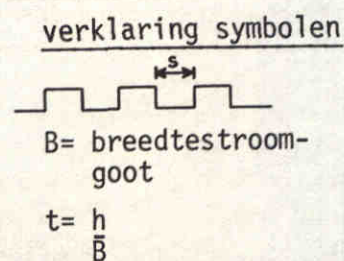 verklaring symbolen
s
B= breedtestroom-
goot
t= h
B